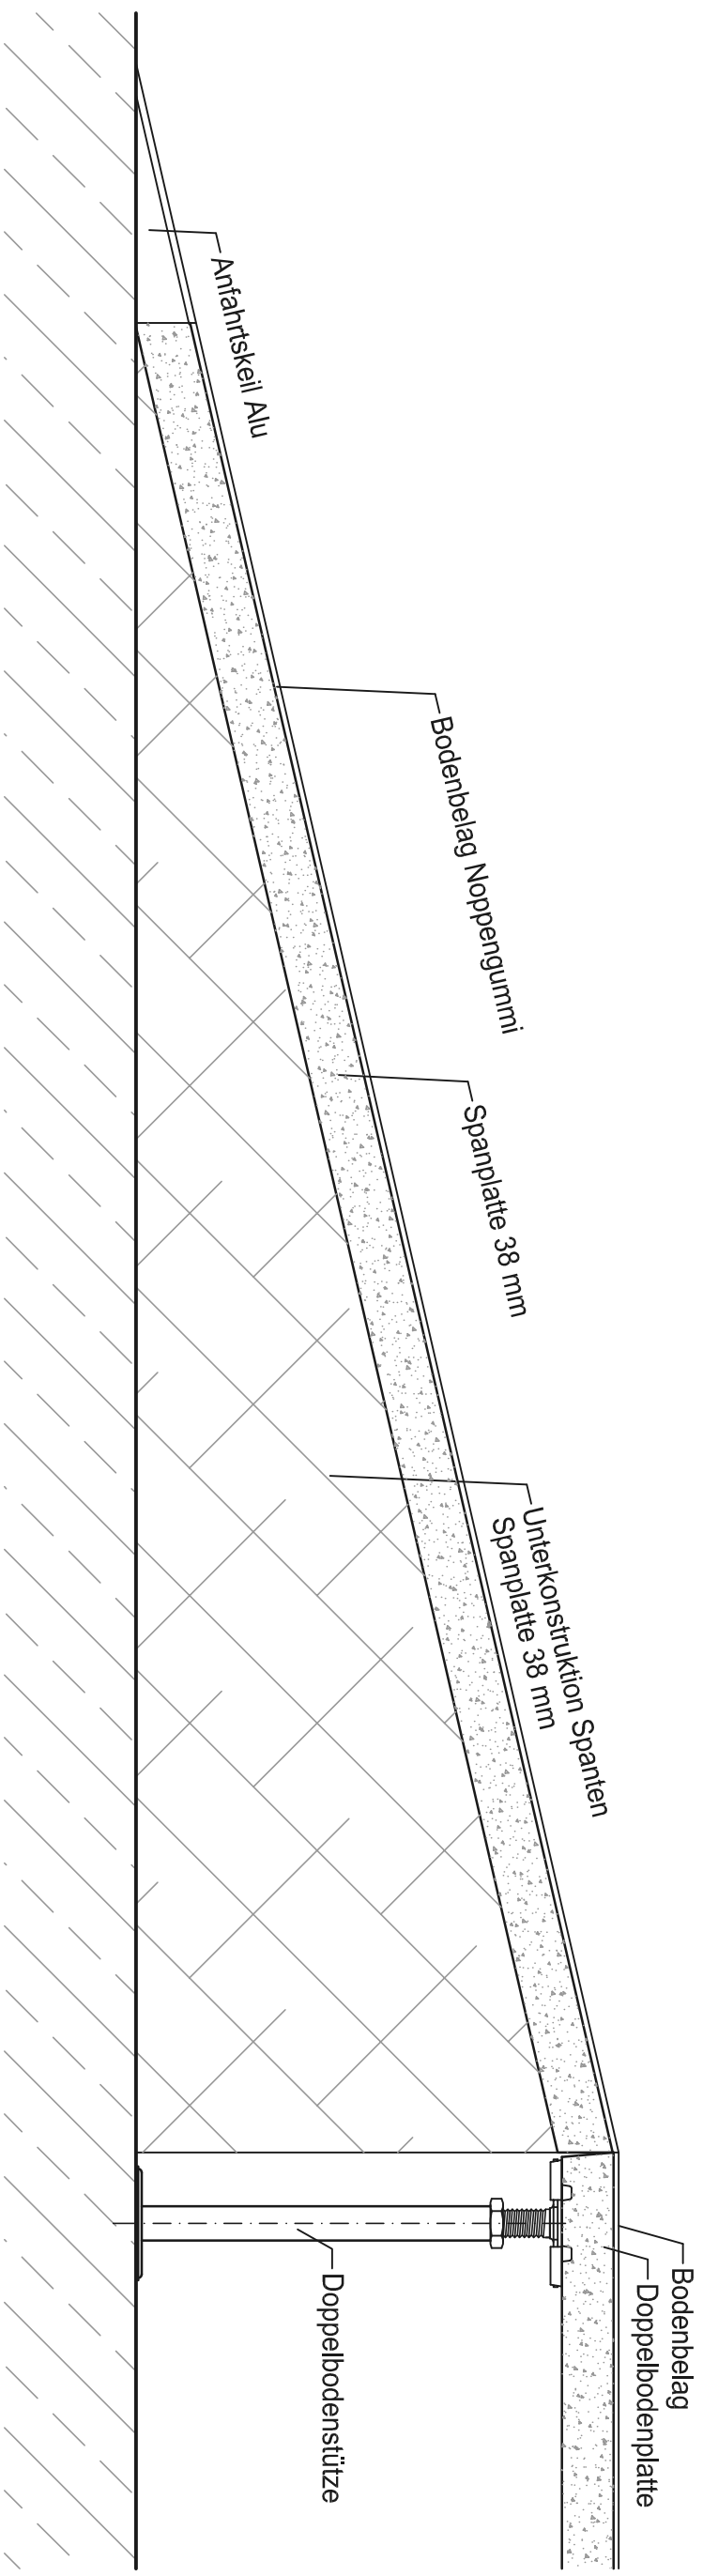 Anfahrtskeil Alu
Bodenbelag Noppengummi
Spanplatte 38 mm
Unterkonstruktion Spanten
Spanplatte 38 mm
Bodenbelag
Doppelbodenplatte
Doppelbodenstütze